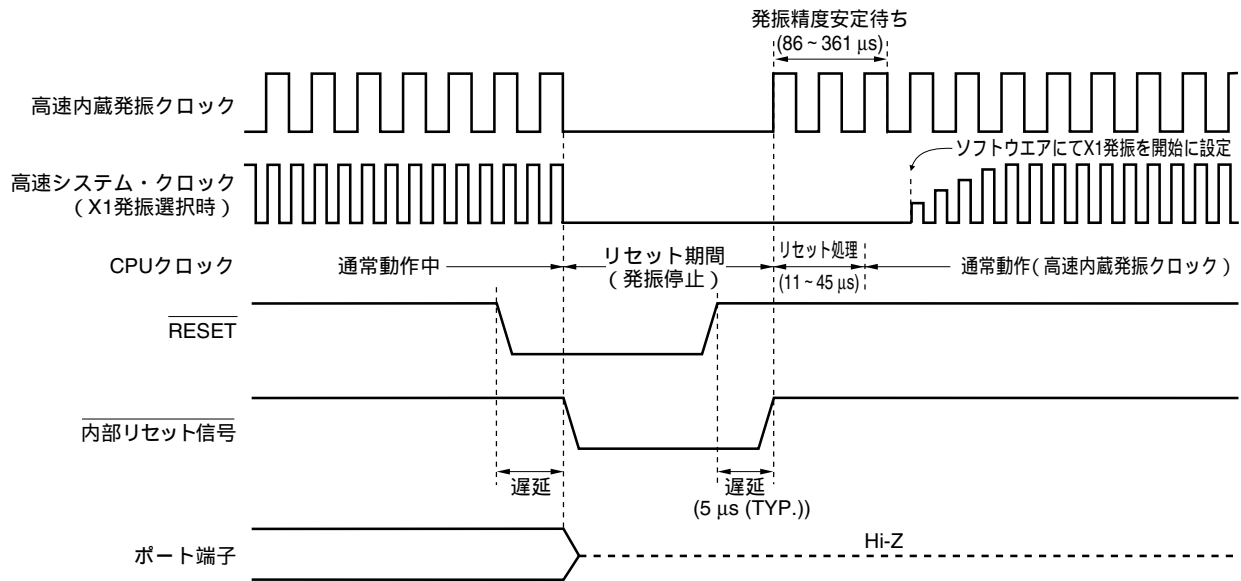 発振精度安定待ち
(86 ~ 361 μs)
高速内蔵発振クロック
ソフトウエアにてX1発振を開始に設定
高速システム・クロック
（X1発振選択時）
CPUクロック
通常動作中
リセット期間
（発振停止）
リセット処理
(11 ~ 45 μs)
通常動作（高速内蔵発振クロック）
RESET
内部リセット信号
遅延
遅延
(5 μs (TYP.))
ポート端子
Hi-Z